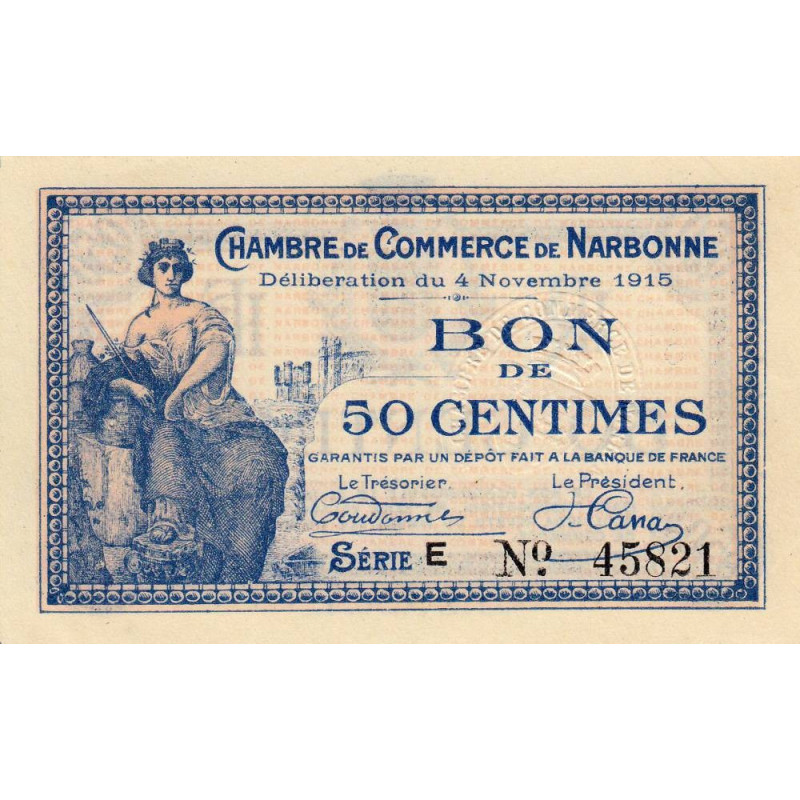 CHAMBRE DE COMMERCE DE NARBONNE
Déliberation du 4 Novembre 1915
BON
DE
50 CENTIMES
GARANTIS PAR UN DÉPÔT FAIT A LA BANQUE DE FRANCE
Le Trésorier. Le Président.
SÉRIE E No. 45821